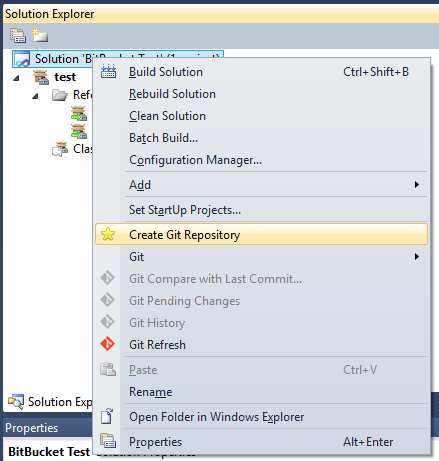 Solution Explorer
Solution 'BitBucket Test' (1 project)
test
Build Solution Ctrl+Shift+B
Refe
Rebuild Solution
Clean Solution
Batch Build...
Clas
Configuration Manager...
Add
Set StartUp Projects...
Create Git Repository
Git
Git Compare with Last Commit...
Git Pending Changes
Git History
Git Refresh
Paste Ctrl+V
Rename
Solution Exp
Open Folder in Windows Explorer
Properties
Properties Alt+Enter
BitBucket Test Solution Properties